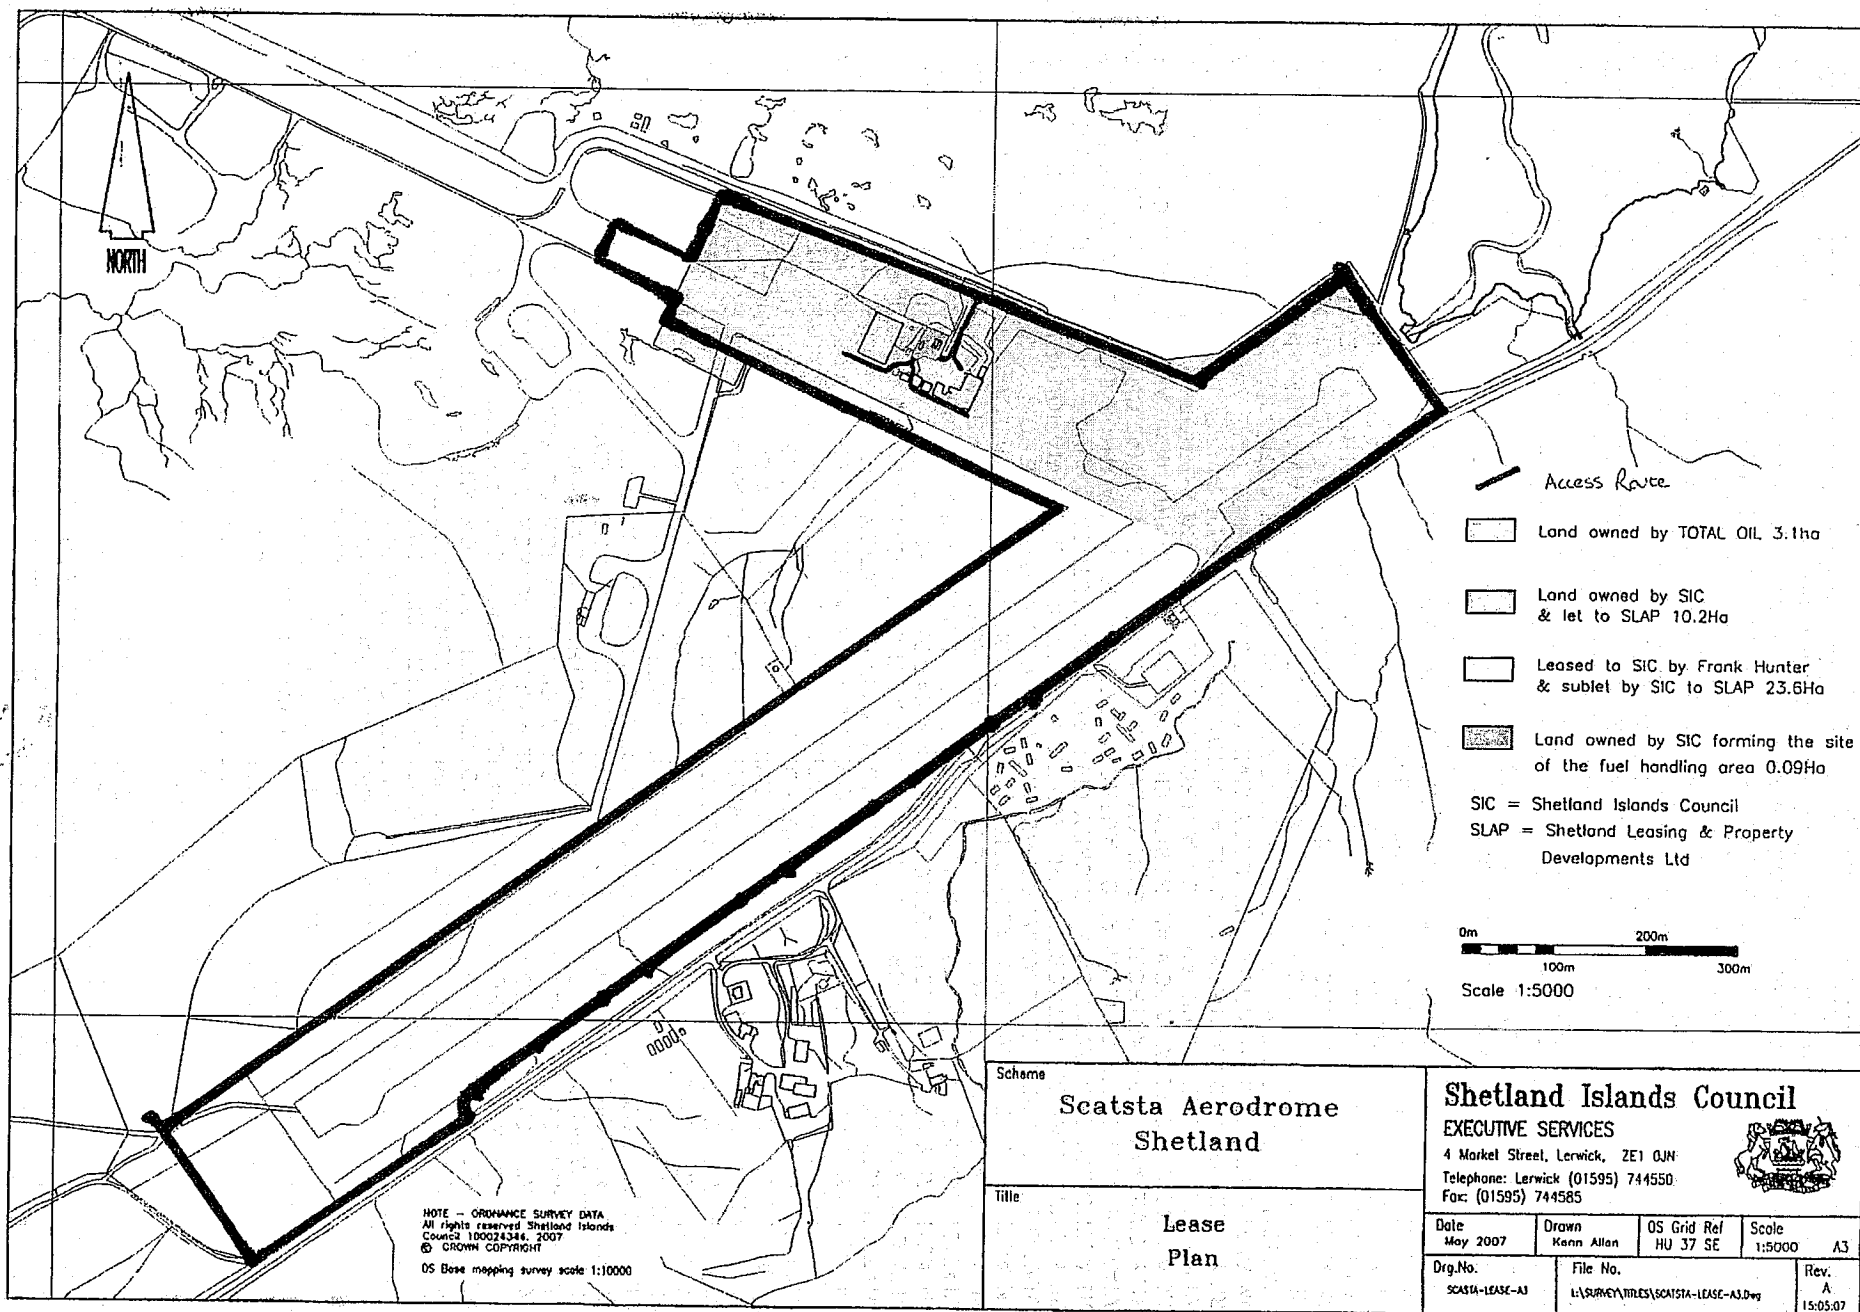 NORTH
Access Route
Land owned by TOTAL OIL 3.1ha
Land owned by SIC
& let to SLAP 10.2Ha
Leased to SIC by Frank Hunter
& sublet by SIC to SLAP 23.6Ha
Land owned by SIC forming the site
of the fuel handling area 0.09Ha
SIC = Shetland Islands Council
SLAP = Shetland Leasing & Property
Developments Ltd
0m 200m
100m 300m
Scale 1:5000
NOTE - ORDNANCE SURVEY DATA
All rights reserved Shetland Islands
Council 100024344. 2007
© CROWN COPYRIGHT
OS Base mapping survey scale 1:10000
Scheme
Scatsta Aerodrome
Shetland
Title
Lease
Plan
Shetland Islands Council
EXECUTIVE SERVICES
4 Market Street, Lerwick, ZE1 0JN
Telephone: Lerwick (01595) 744550
Fax: (01595) 744585
Date
May 2007
Drawn
Kenn Allan
OS Grid Ref
HU 37 SE
Scale
1:5000 A3
Drg.No.
SCASTA-LEASE-A3
File No.
L:\SURVEY\TITLES\SCATSTA-LEASE-A3.Dwg
Rev.
A
15:05:07